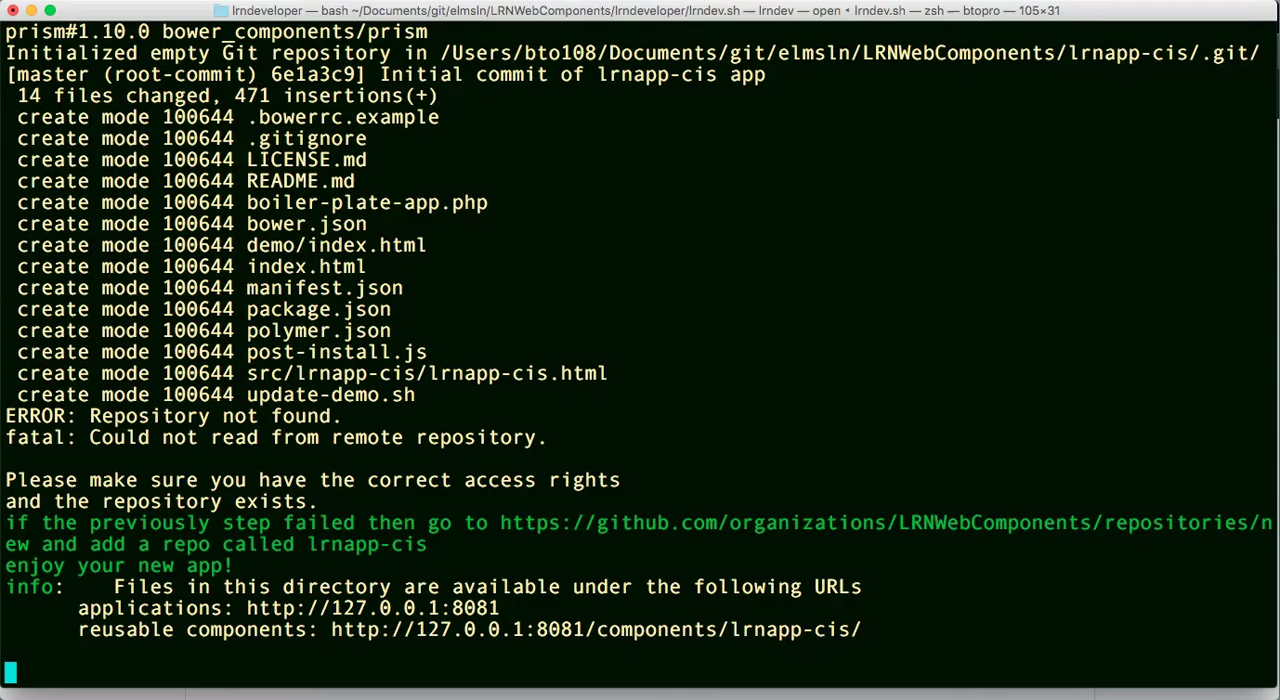 lrndeveloper — bash ~/Documents/git/elmsln/LRNWebComponents/lrndeveloper/lrndev.sh — lrndev — open ‹ lrndev.sh — zsh — btopro — 105×31
prism#1.10.0 bower_components/prism
Initialized empty Git repository in /Users/bto108/Documents/git/elmsln/LRNWebComponents/lrnapp-cis/.git/
[master (root-commit) 6e1a3c9] Initial commit of lrnapp-cis app
 14 files changed, 471 insertions(+)
 create mode 100644 .bowerrc.example
 create mode 100644 .gitignore
 create mode 100644 LICENSE.md
 create mode 100644 README.md
 create mode 100644 boiler-plate-app.php
 create mode 100644 bower.json
 create mode 100644 demo/index.html
 create mode 100644 index.html
 create mode 100644 manifest.json
 create mode 100644 package.json
 create mode 100644 polymer.json
 create mode 100644 post-install.js
 create mode 100644 src/lrnapp-cis/lrnapp-cis.html
 create mode 100644 update-demo.sh
ERROR: Repository not found.
fatal: Could not read from remote repository.

Please make sure you have the correct access rights
and the repository exists.
if the previously step failed then go to https://github.com/organizations/LRNWebComponents/repositories/n
ew and add a repo called lrnapp-cis
enjoy your new app!
info:    Files in this directory are available under the following URLs
      applications: http://127.0.0.1:8081
      reusable components: http://127.0.0.1:8081/components/lrnapp-cis/